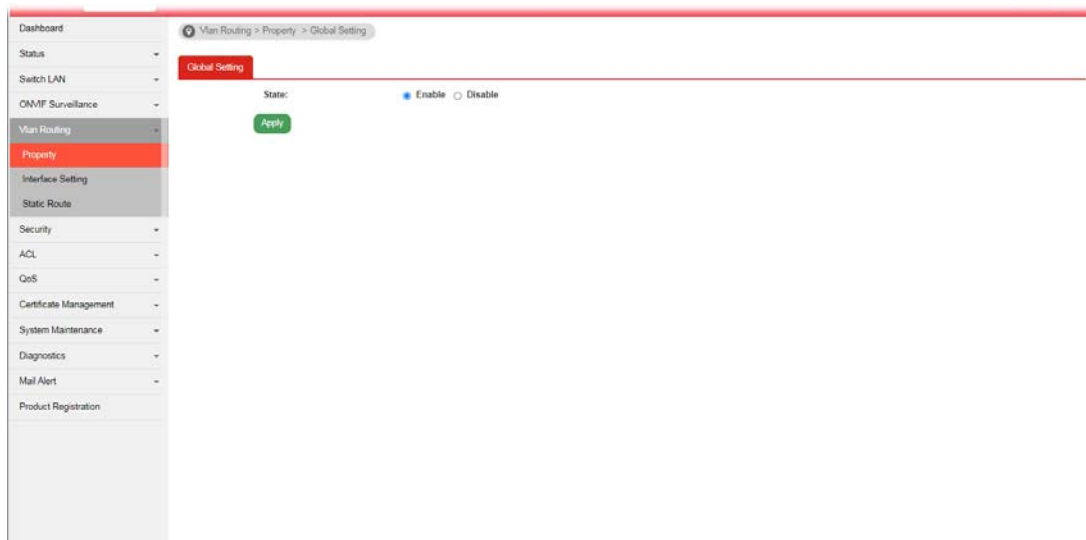 Dashboard
Status
Switch LAN
ONVIF Surveillance
Vlan Routing
Property
Interface Setting
Static Route
Security
ACL
QoS
Certificate Management
System Maintenance
Diagnostics
Mail Alert
Product Registration
Vlan Routing > Property > Global Setting
Global Setting
State: Enable Disable
Apply